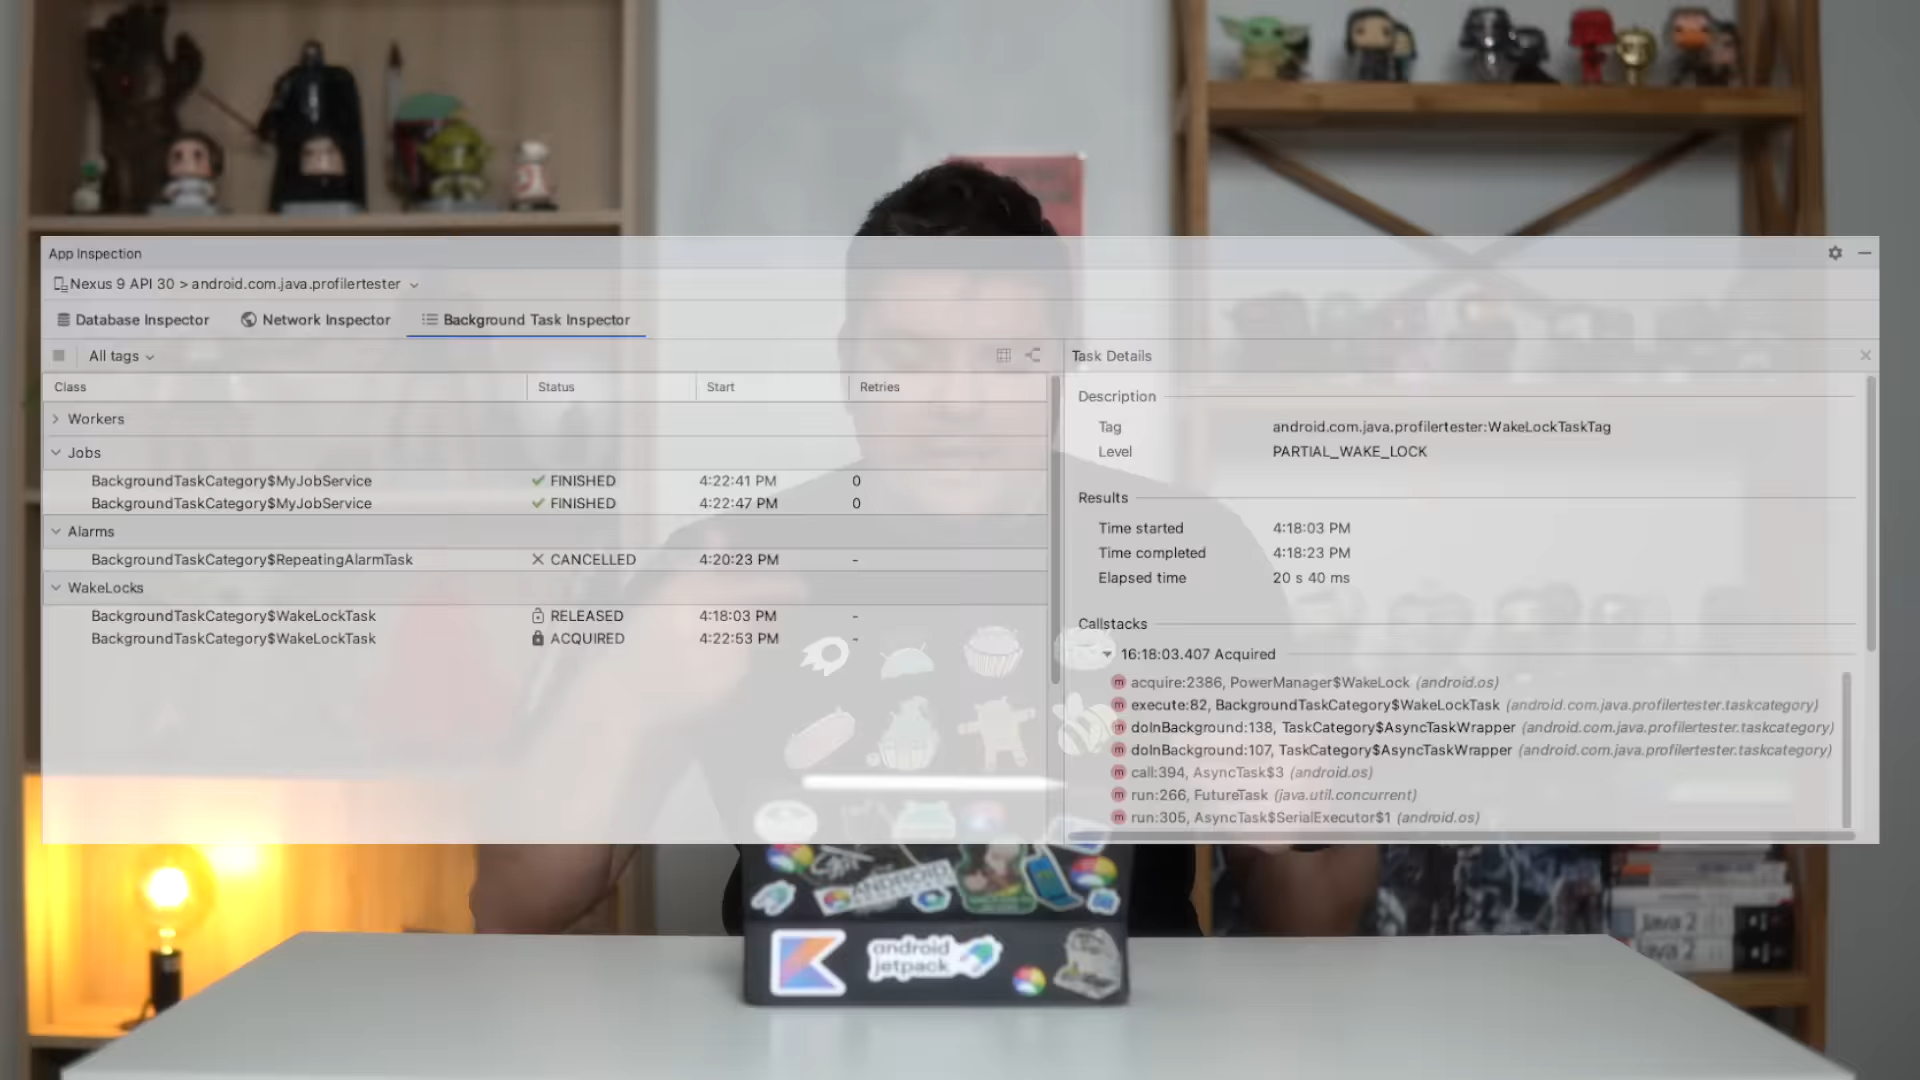 App Inspection
Nexus 9 API 30 > android.com.java.profilertester
Database Inspector Network Inspector Background Task Inspector
All tags
Class Status Start Retries
Workers
Jobs
BackgroundTaskCategory$MyJobService FINISHED 4:22:41 PM 0
BackgroundTaskCategory$MyJobService FINISHED 4:22:47 PM 0
Alarms
BackgroundTaskCategory$RepeatingAlarmTask CANCELLED 4:20:23 PM -
WakeLocks
BackgroundTaskCategory$WakeLockTask RELEASED 4:18:03 PM -
BackgroundTaskCategory$WakeLockTask ACQUIRED 4:22:53 PM -
Task Details
Description
Tag android.com.java.profilertester:WakeLockTaskTag
Level PARTIAL_WAKE_LOCK
Results
Time started 4:18:03 PM
Time completed 4:18:23 PM
Elapsed time 20 s 40 ms
Callstacks
16:18:03.407 Acquired
m acquire:2386, PowerManager$WakeLock (android.os)
m execute:82, BackgroundTaskCategory$WakeLockTask (android.com.java.profilertester.taskcategory)
m doInBackground:138, TaskCategory$AsyncTaskWrapper (android.com.java.profilertester.taskcategory)
m doInBackground:107, TaskCategory$AsyncTaskWrapper (android.com.java.profilertester.taskcategory)
m call:394, AsyncTask$3 (android.os)
m run:266, FutureTask (java.util.concurrent)
m run:305, AsyncTask$SerialExecutor$1 (android.os)
ANDROID
android
jetpack
Java 2
Java 2